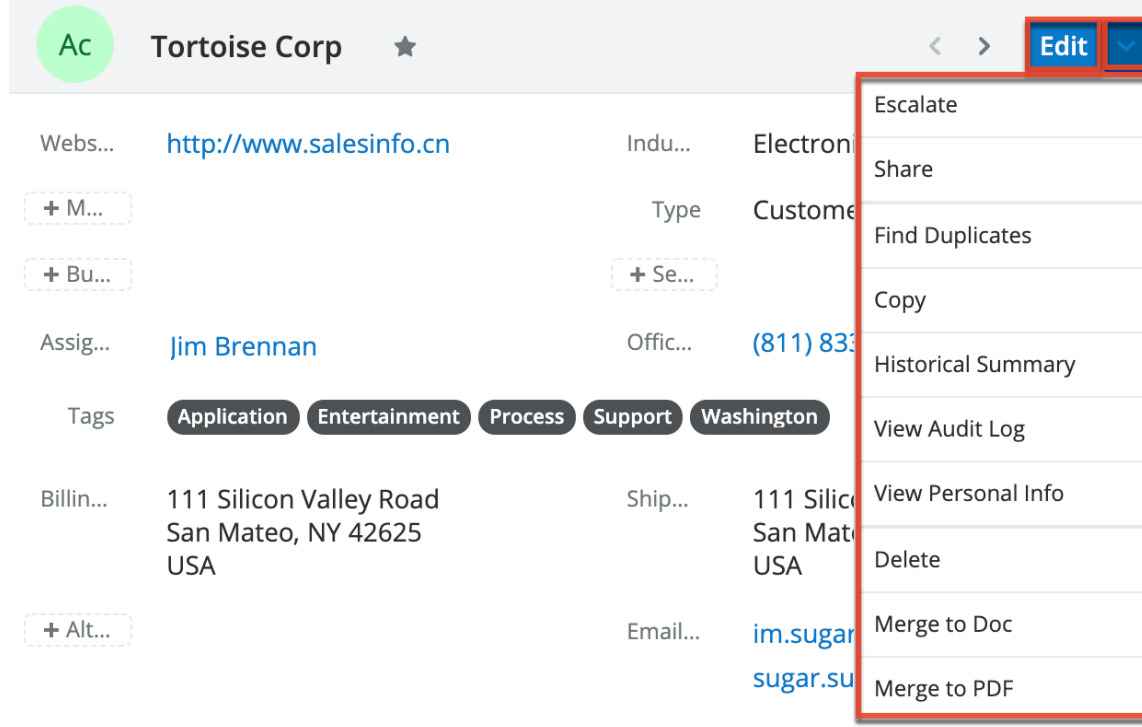 Ac Tortoise Corp Edit
Escalate
Webs... http://www.salesinfo.cn Indu... Electroni
Share
+ M... Type Custome
Find Duplicates
+ Bu... + Se...
Copy
Assig... Jim Brennan Offic... (811) 833
Historical Summary
Tags Application Entertainment Process Support Washington
View Audit Log
View Personal Info
Billin... 111 Silicon Valley Road Ship... 111 Silic
San Mateo, NY 42625 San Mat
USA USA
Delete
+ Alt... Email... im.sugar
Merge to Doc
sugar.su
Merge to PDF